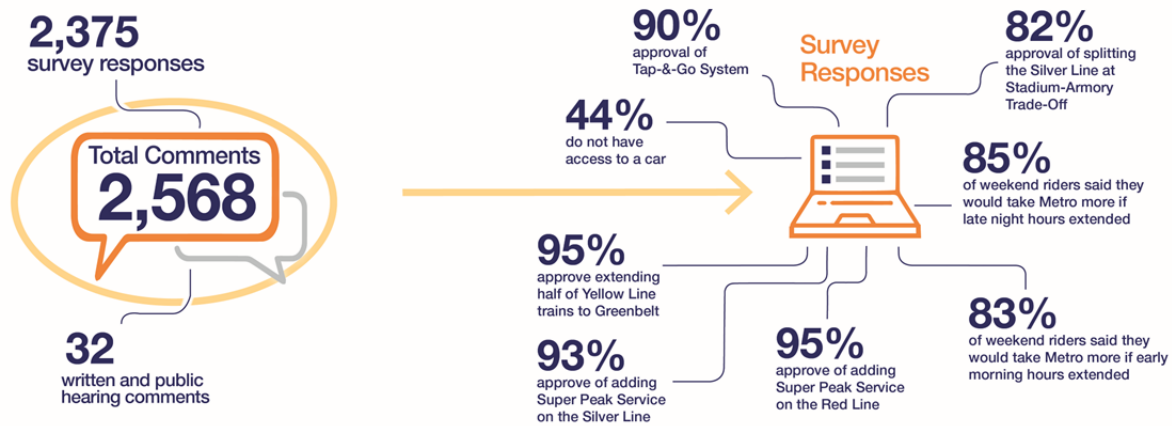 2,375
survey responses
Total Comments
2,568
32
written and public
hearing comments
Survey
Responses
90%
approval of
Tap-&-Go System
82%
approval of splitting
the Silver Line at
Stadium-Armory
Trade-Off
44%
do not have
access to a car
85%
of weekend riders said they
would take Metro more if
late night hours extended
95%
approve extending
half of Yellow Line
trains to Greenbelt
93%
approve of adding
Super Peak Service
on the Silver Line
95%
approve of adding
Super Peak Service
on the Red Line
83%
of weekend riders said they
would take Metro more if early
morning hours extended